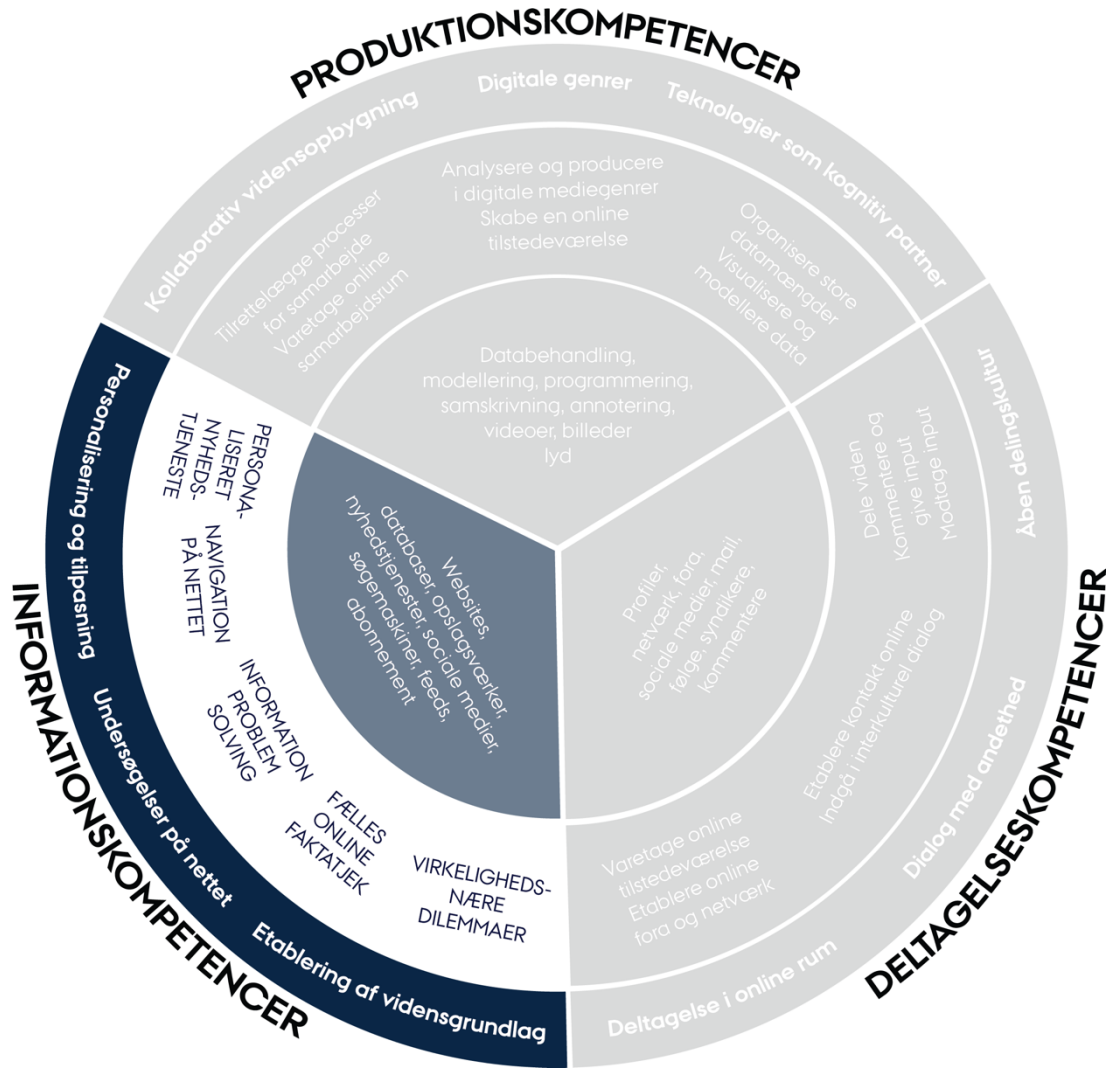 PRODUKTIONSKOMPETENCER
Kollaborativ vidensopbygning
Digitale genrer
Teknologier som kognitiv partner
Tilrettelægge processer
for samarbejde
Varetage online
samarbejdsrum
Analysere og producere
i digitale mediegenrer
Skabe en online
tilstedeværelse
Organisere store
datamængder
Visualisere og
modellere data
Databehandling,
modellering, programmering,
samskrivning, annotering,
videoer, billeder
lyd
DELTAGELSESKOMPETENCER
Åben delingskultur
Dialog med andethed
Deltagelse i online rum
Dele viden
Kommentere og
give input
Modtage input
Etablere kontakt online
Indgå i interkulturel dialog
Varetage online
tilstedeværelse
Etablere online
fora og netværk
Profiler,
netværk, fora,
sociale medier, mail,
følge, syndikere,
kommentere
INFORMATIONSKOMPETENCER
Personalisering og tilpasning
Undersøgelser på nettet
Etablering af vidensgrundlag
PERSONA-
LISERET
NYHEDS-
TJENESTE
NAVIGATION
PÅ NETTET
INFORMATION
PROBLEM
SOLVING
FÆLLES
ONLINE
FAKTATJEK
VIRKELIGHEDS-
NÆRE
DILEMMAER
Websites,
databaser, opslagsværker,
nyhedstjenester, sociale medier,
søgemaskiner, feeds,
abonnement